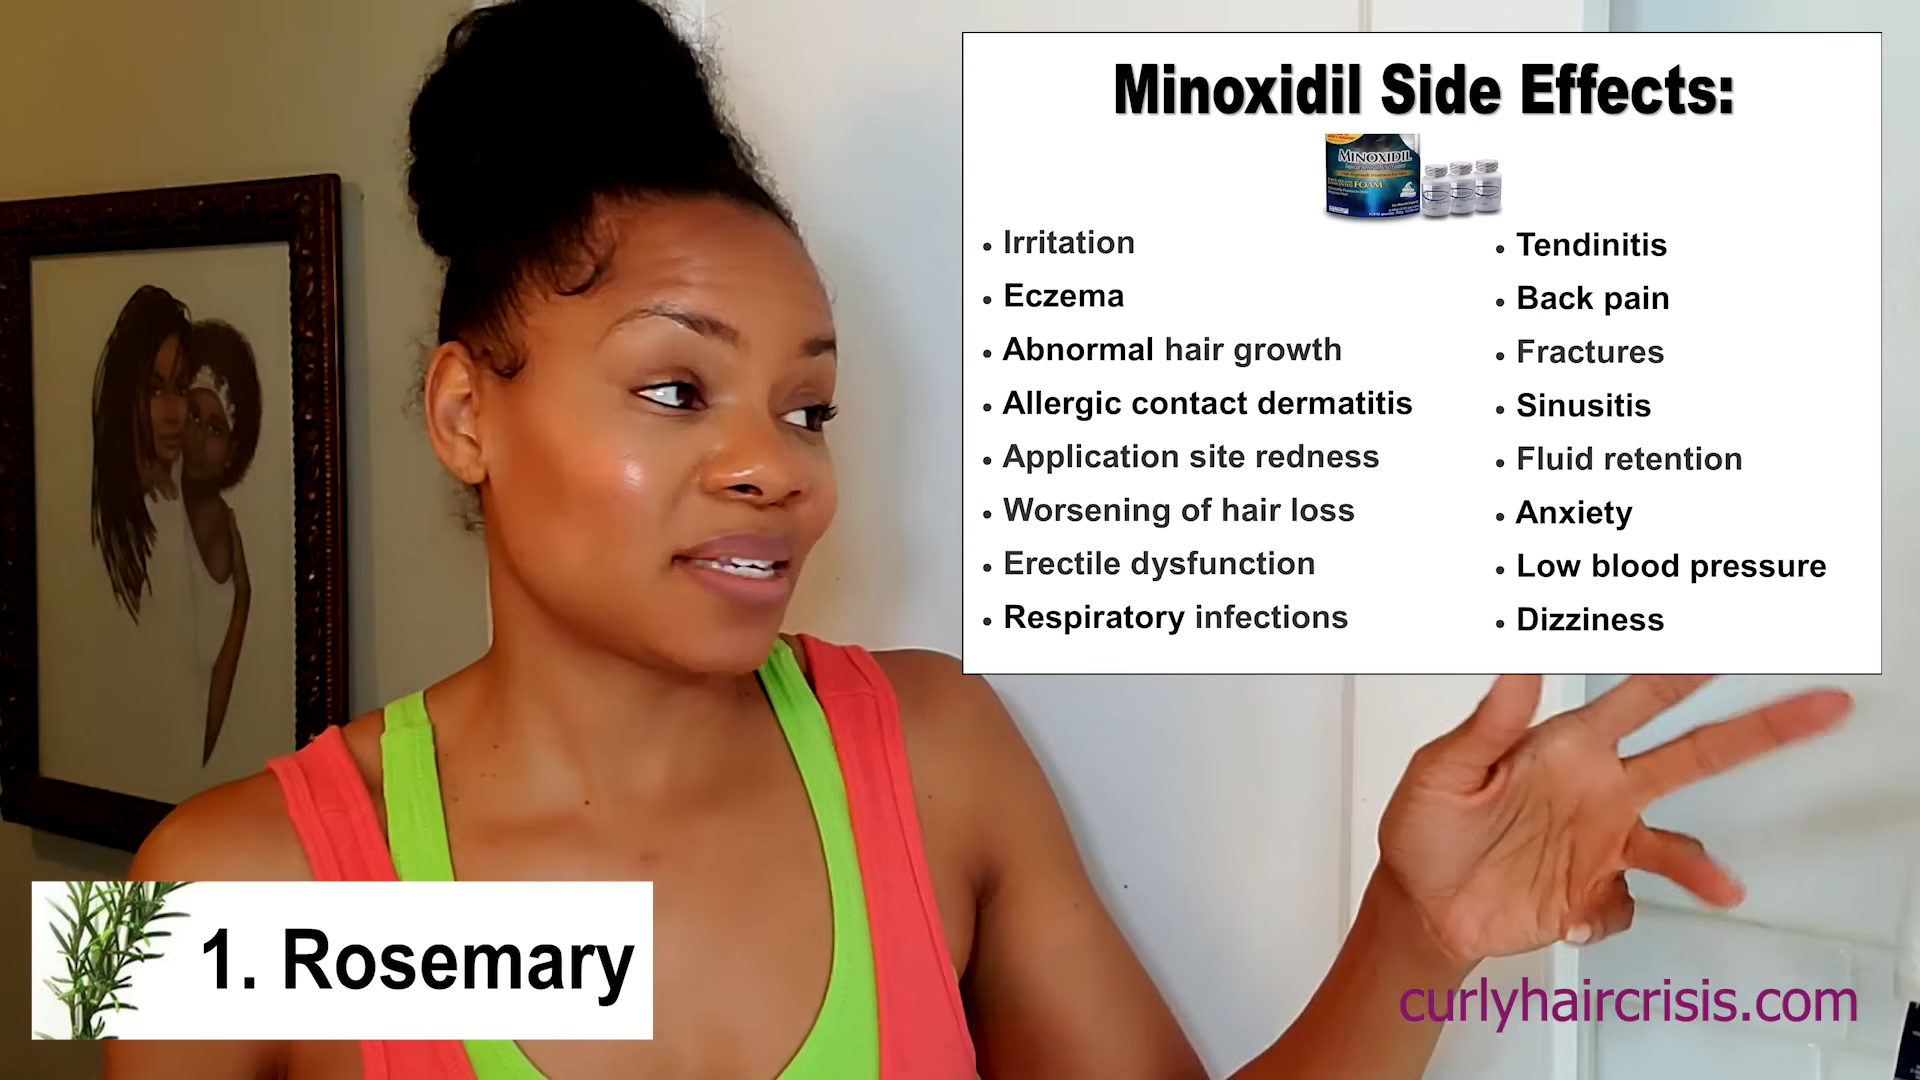 Minoxidil Side Effects:
MINOXIDIL
FOAM
• Irritation
• Eczema
• Abnormal hair growth
• Allergic contact dermatitis
• Application site redness
• Worsening of hair loss
• Erectile dysfunction
• Respiratory infections
• Tendinitis
• Back pain
• Fractures
• Sinusitis
• Fluid retention
• Anxiety
• Low blood pressure
• Dizziness
1. Rosemary
curlyhaircrisis.com